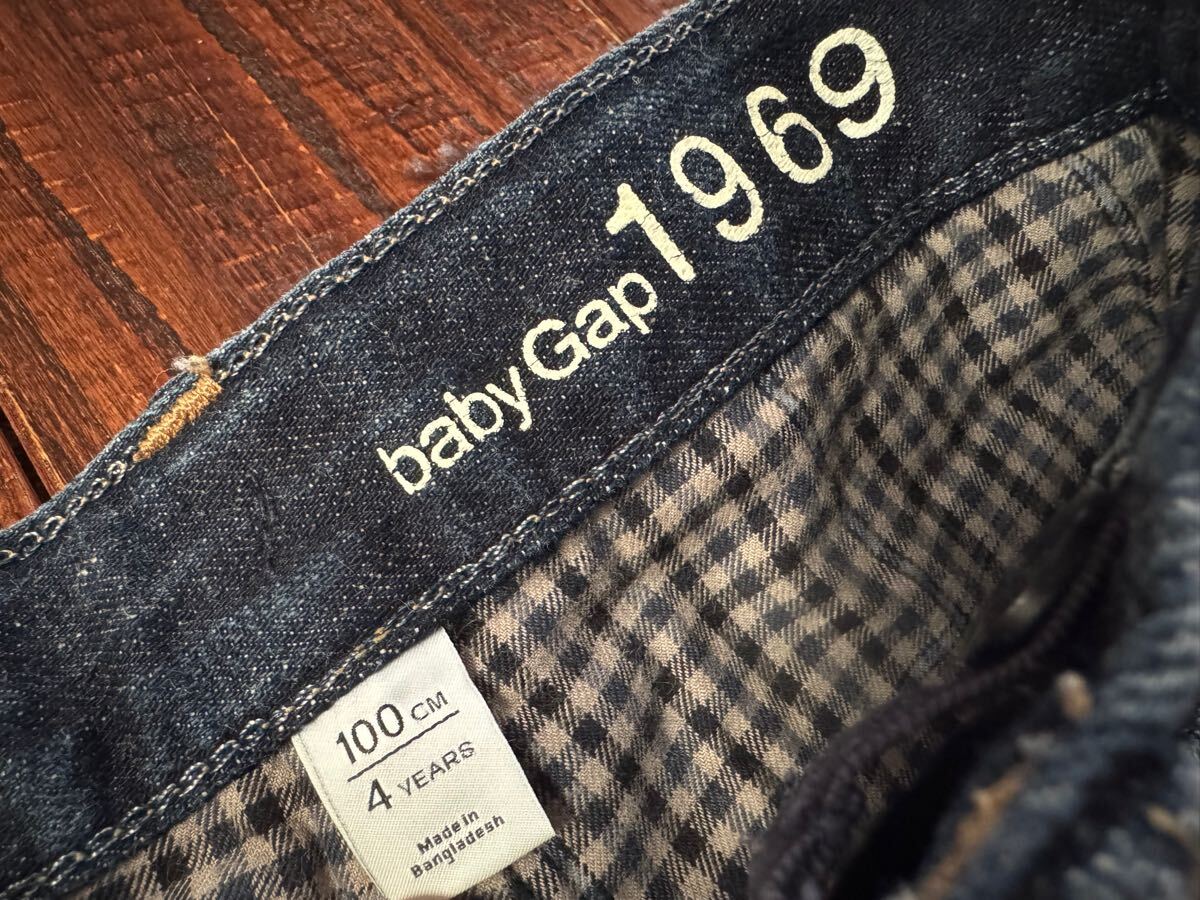 babyGap 1969
100 CM
4 YEARS
Made in
Bangladesh